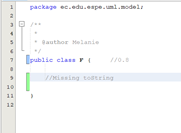 1 package ec.edu.espe.uml.model;
2
3 /**
4 *
5 * @author Melanie
6 */
7 public class F { //0.5
8
9 //Missing toString
10
11 }
12